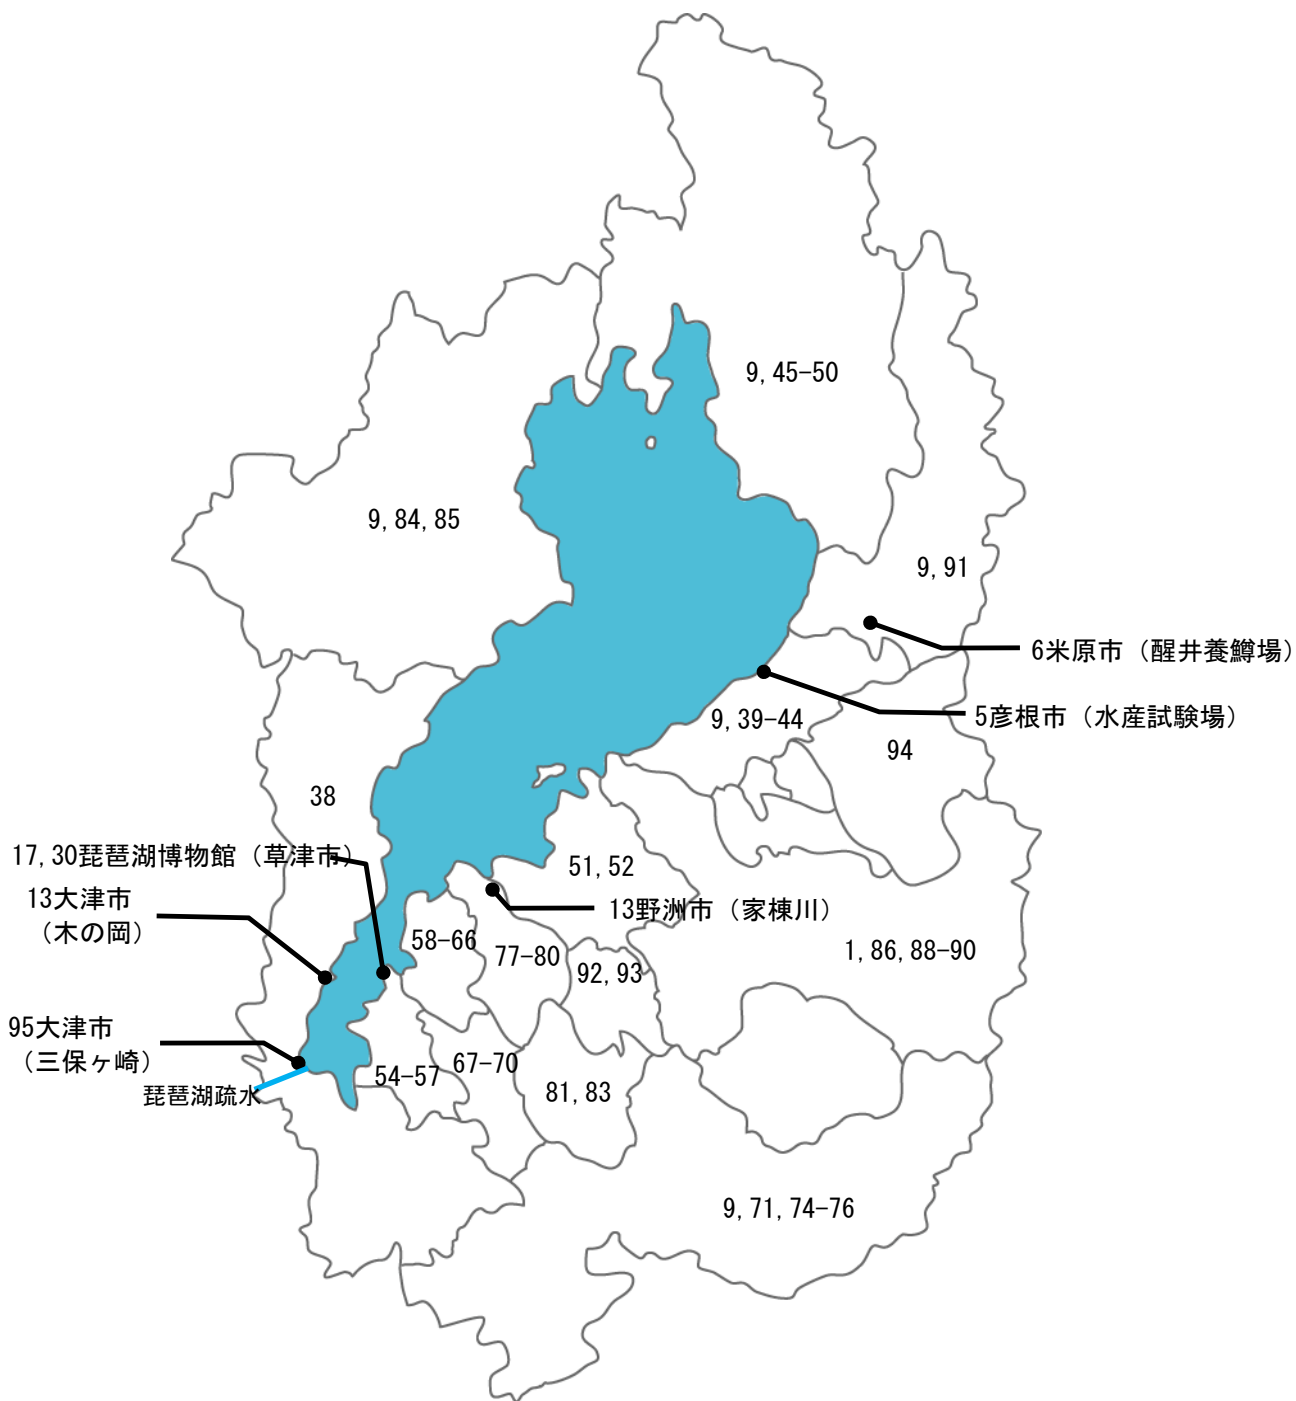 9, 45−50
9, 84, 85
9, 91
6米原市（醒井養鱒場）
5彦根市（水産試験場）
9, 39−44
94
38
17, 30琵琶湖博物館（草津市）
51, 52
13大津市
（木の岡）
13野洲市（家棟川）
58−66
77−80
92, 93
1, 86, 88−90
95大津市
（三保ヶ崎）
琵琶湖疏水
54−57
67−70
81, 83
9, 71, 74−76